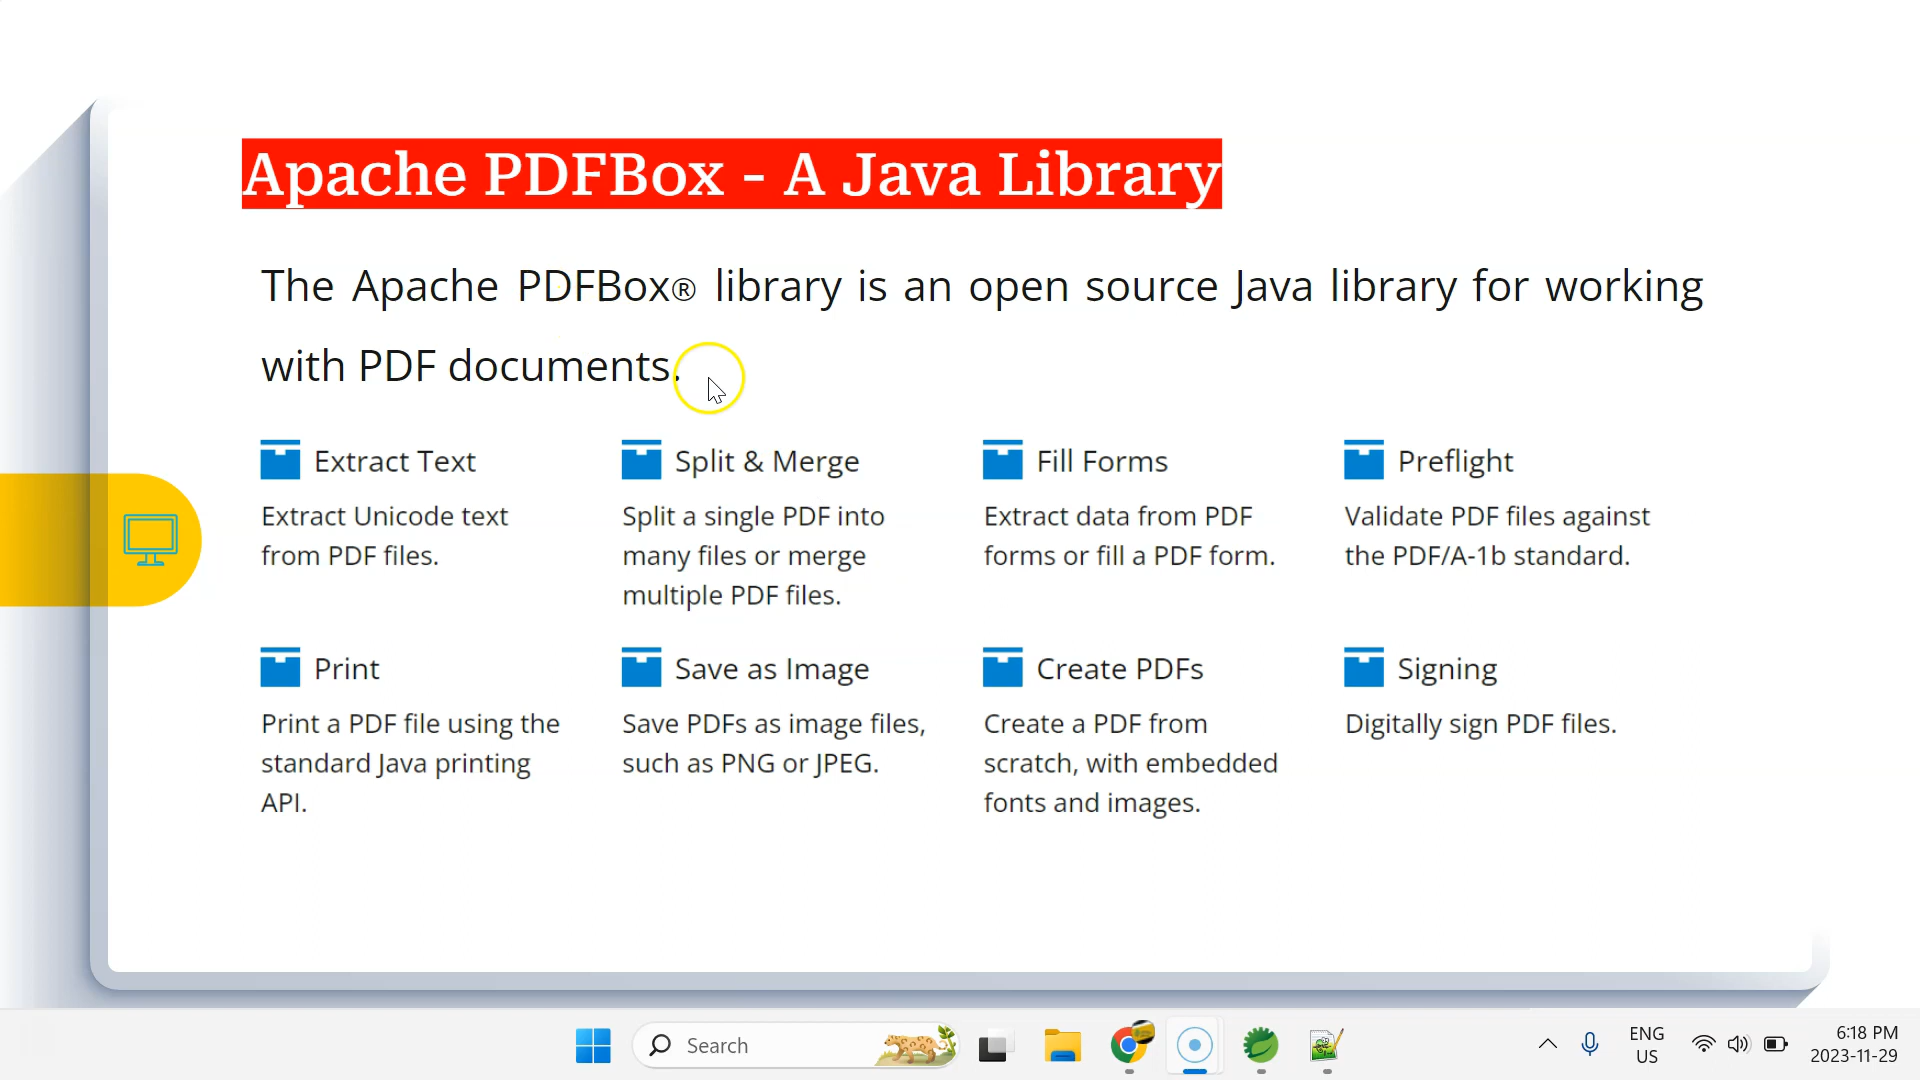 Apache PDFBox - A Java Library
The Apache PDFBox® library is an open source Java library for working
with PDF documents.
Extract Text
Extract Unicode text
from PDF files.
Split & Merge
Split a single PDF into
many files or merge
multiple PDF files.
Fill Forms
Extract data from PDF
forms or fill a PDF form.
Preflight
Validate PDF files against
the PDF/A-1b standard.
Print
Print a PDF file using the
standard Java printing
API.
Save as Image
Save PDFs as image files,
such as PNG or JPEG.
Create PDFs
Create a PDF from
scratch, with embedded
fonts and images.
Signing
Digitally sign PDF files.
Search
ENG
US
6:18 PM
2023-11-29